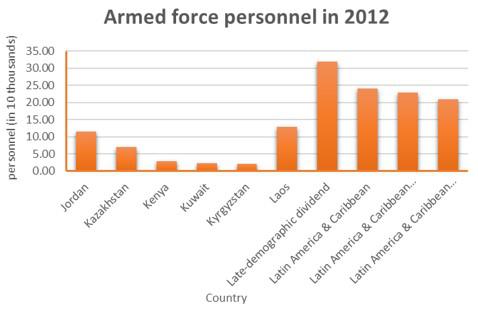 Armed force personnel in 2012
personnel (in 10 thousands)
35.00
30.00
25.00
20.00
15.00
10.00
5.00
0.00
Jordan
Kazakhstan
Kenya
Kuwait
Kyrgyzstan
Laos
Late-demographic dividend
Latin America & Caribbean
Latin America & Caribbean...
Latin America & Caribbean...
Country